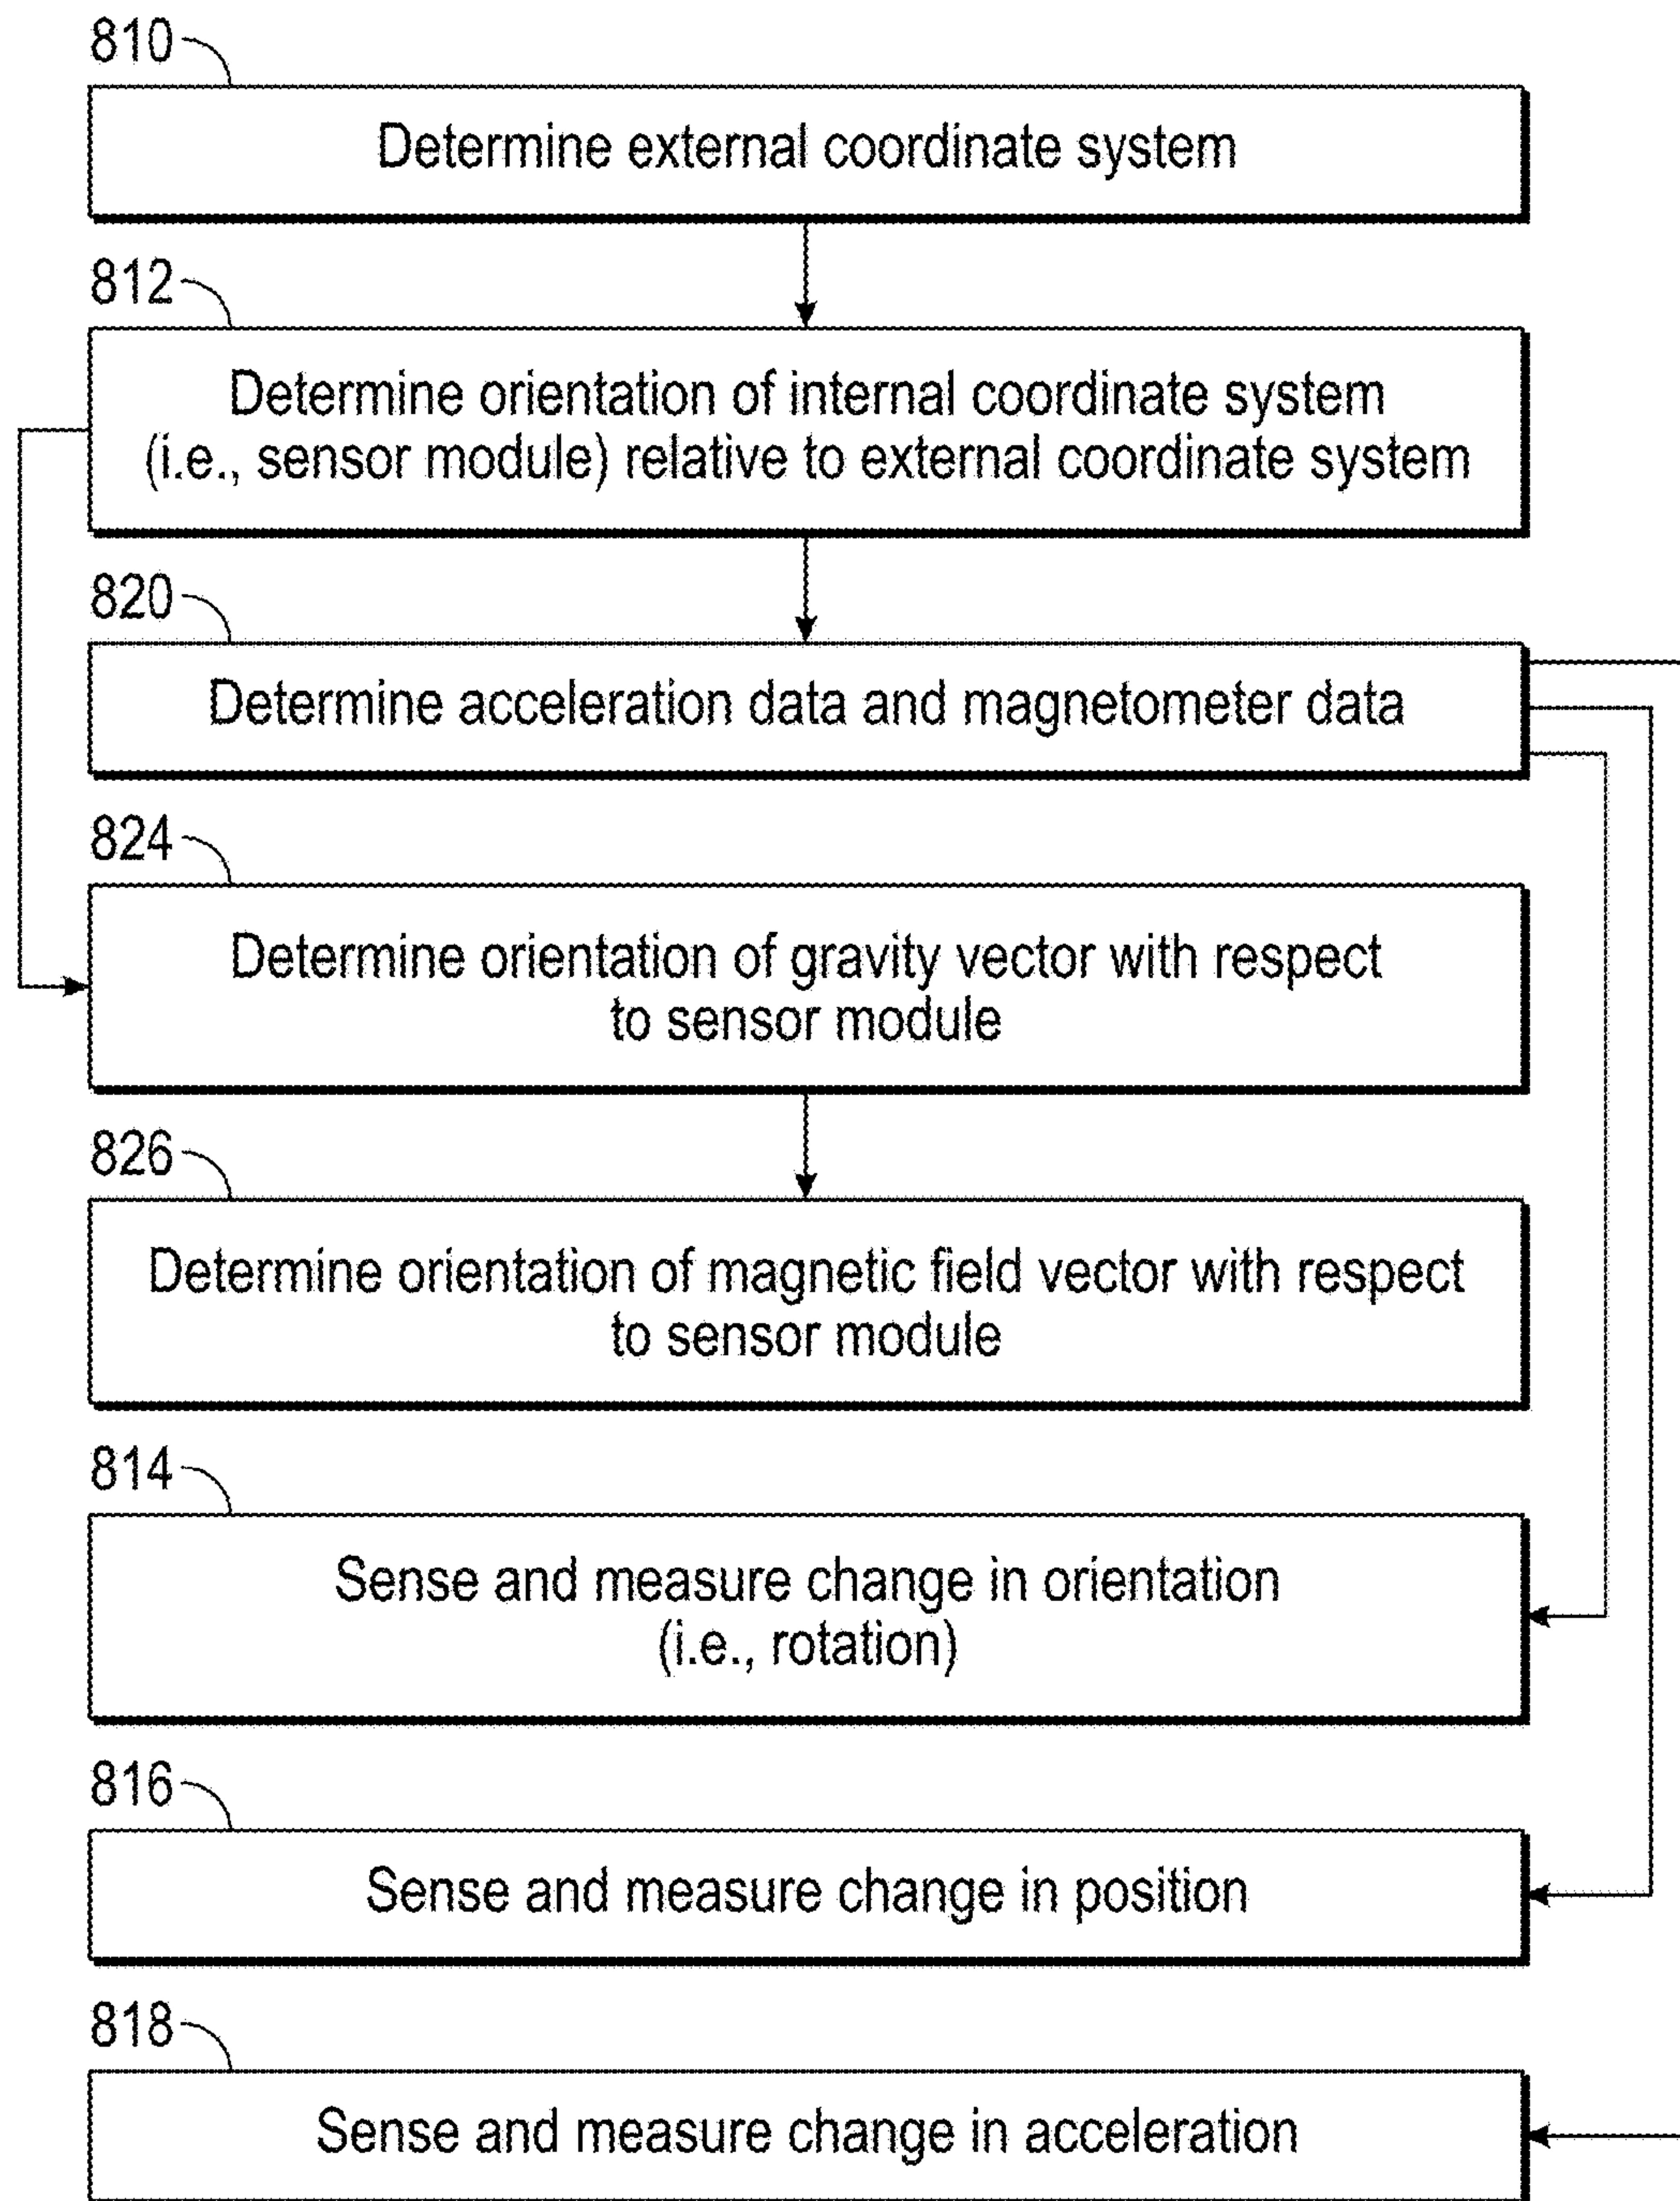 810
Determine external coordinate system
812
Determine orientation of internal coordinate system
(i.e., sensor module) relative to external coordinate system
820
Determine acceleration data and magnetometer data
824
Determine orientation of gravity vector with respect
to sensor module
826
Determine orientation of magnetic field vector with respect
to sensor module
814
Sense and measure change in orientation
(i.e., rotation)
816
Sense and measure change in position
818
Sense and measure change in acceleration